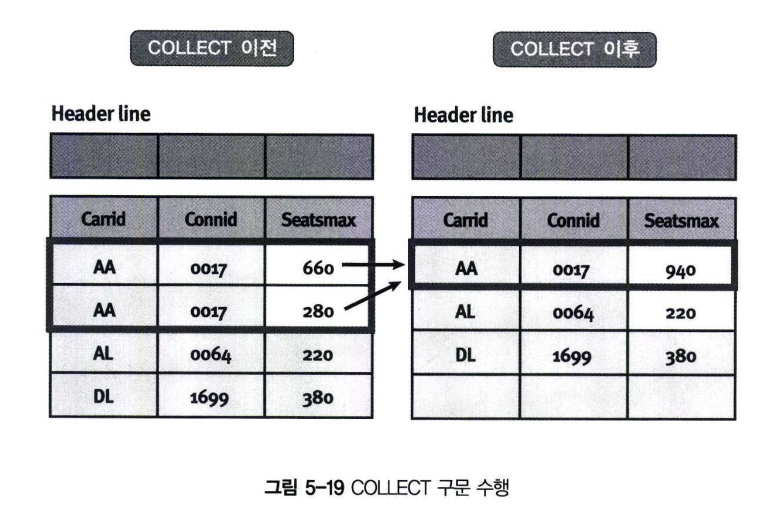 COLLECT 이전
COLLECT 이후
Header line
Header line
Carrid Connid Seatsmax
AA 0017 660
AA 0017 280
AL 0064 220
DL 1699 380
Carrid Connid Seatsmax
AA 0017 940
AL 0064 220
DL 1699 380
그림 5-19 COLLECT 구문 수행